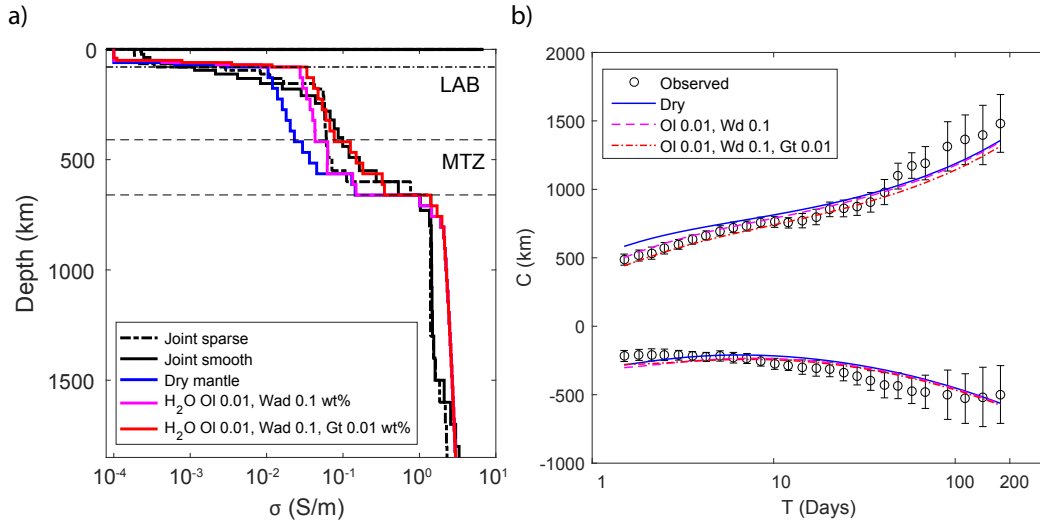 a)
0
500
1000
1500
Depth (km)
LAB
MTZ
Joint sparse
Joint smooth
Dry mantle
H2O Ol 0.01, Wad 0.1 wt%
H2O Ol 0.01, Wad 0.1, Gt 0.01 wt%
10-4
10-3
10-2
10-1
100
101
σ (S/m)
b)
2000
1500
1000
500
0
-500
-1000
C (km)
Observed
Dry
Ol 0.01, Wd 0.1
Ol 0.01, Wd 0.1, Gt 0.01
1
10
100
200
T (Days)